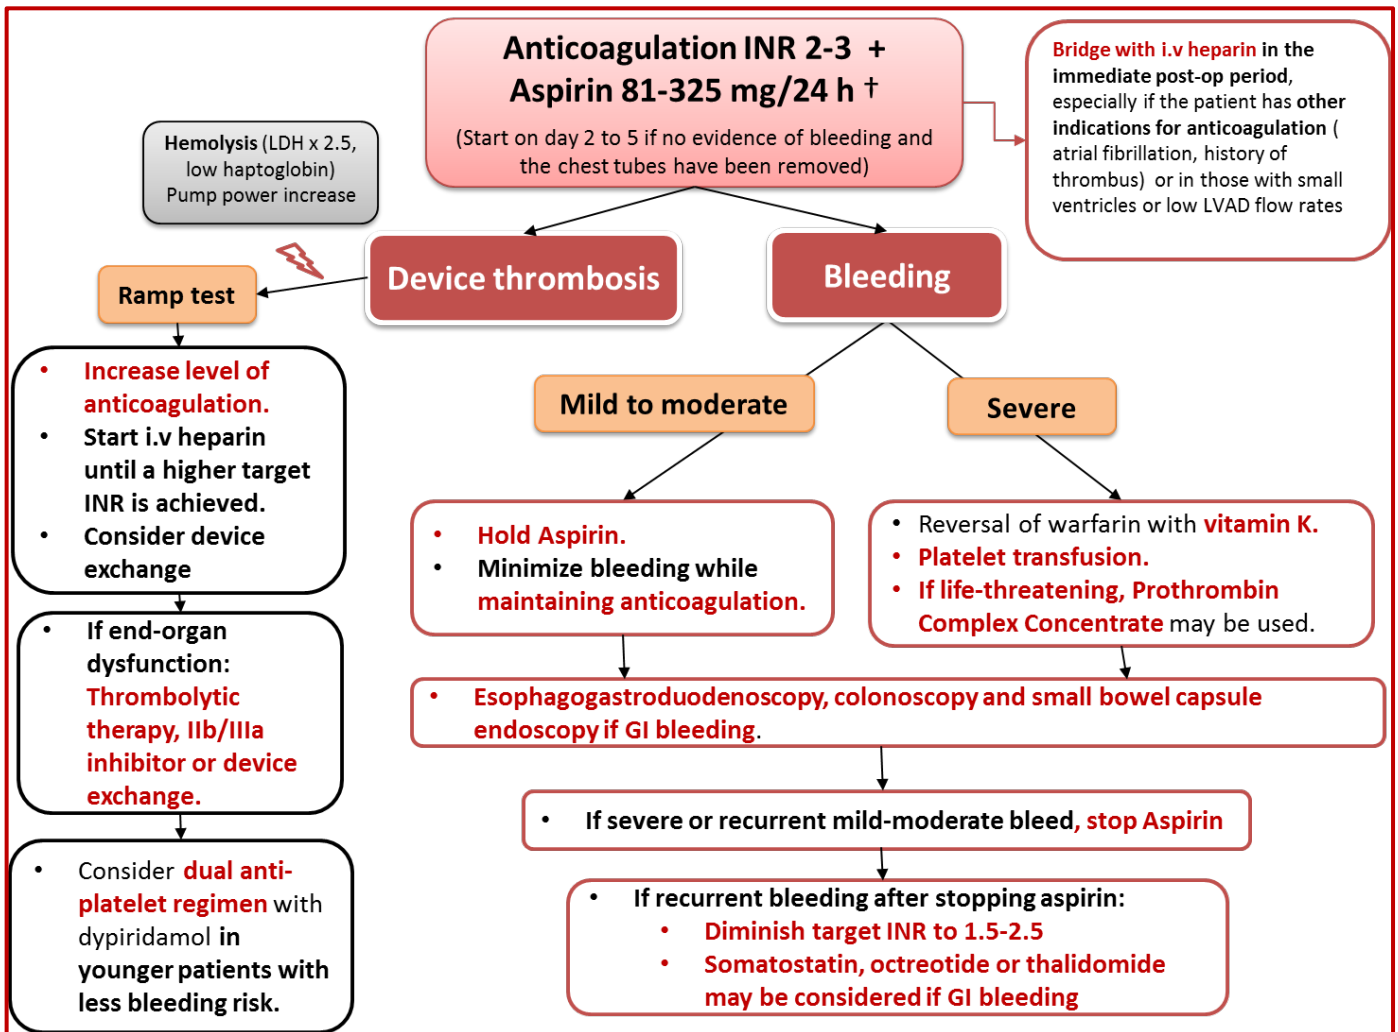 Anticoagulation INR 2-3 +
Aspirin 81-325 mg/24 h †
(Start on day 2 to 5 if no evidence of bleeding and
the chest tubes have been removed)
Bridge with i.v heparin in the
immediate post-op period,
especially if the patient has other
indications for anticoagulation (
atrial fibrillation, history of
thrombus) or in those with small
ventricles or low LVAD flow rates
Hemolysis (LDH x 2.5,
low haptoglobin)
Pump power increase
Device thrombosis
Bleeding
Ramp test
• Increase level of
anticoagulation.
• Start i.v heparin
until a higher target
INR is achieved.
• Consider device
exchange
• If end-organ
dysfunction:
Thrombolytic
therapy, IIb/IIIa
inhibitor or device
exchange.
• Consider dual anti-
platelet regimen with
dypiridamol in
younger patients with
less bleeding risk.
Mild to moderate
Severe
• Hold Aspirin.
• Minimize bleeding while
maintaining anticoagulation.
• Reversal of warfarin with vitamin K.
• Platelet transfusion.
• If life-threatening, Prothrombin
Complex Concentrate may be used.
• Esophagogastroduodenoscopy, colonoscopy and small bowel capsule
endoscopy if GI bleeding.
• If severe or recurrent mild-moderate bleed, stop Aspirin
• If recurrent bleeding after stopping aspirin:
• Diminish target INR to 1.5-2.5
• Somatostatin, octreotide or thalidomide
may be considered if GI bleeding